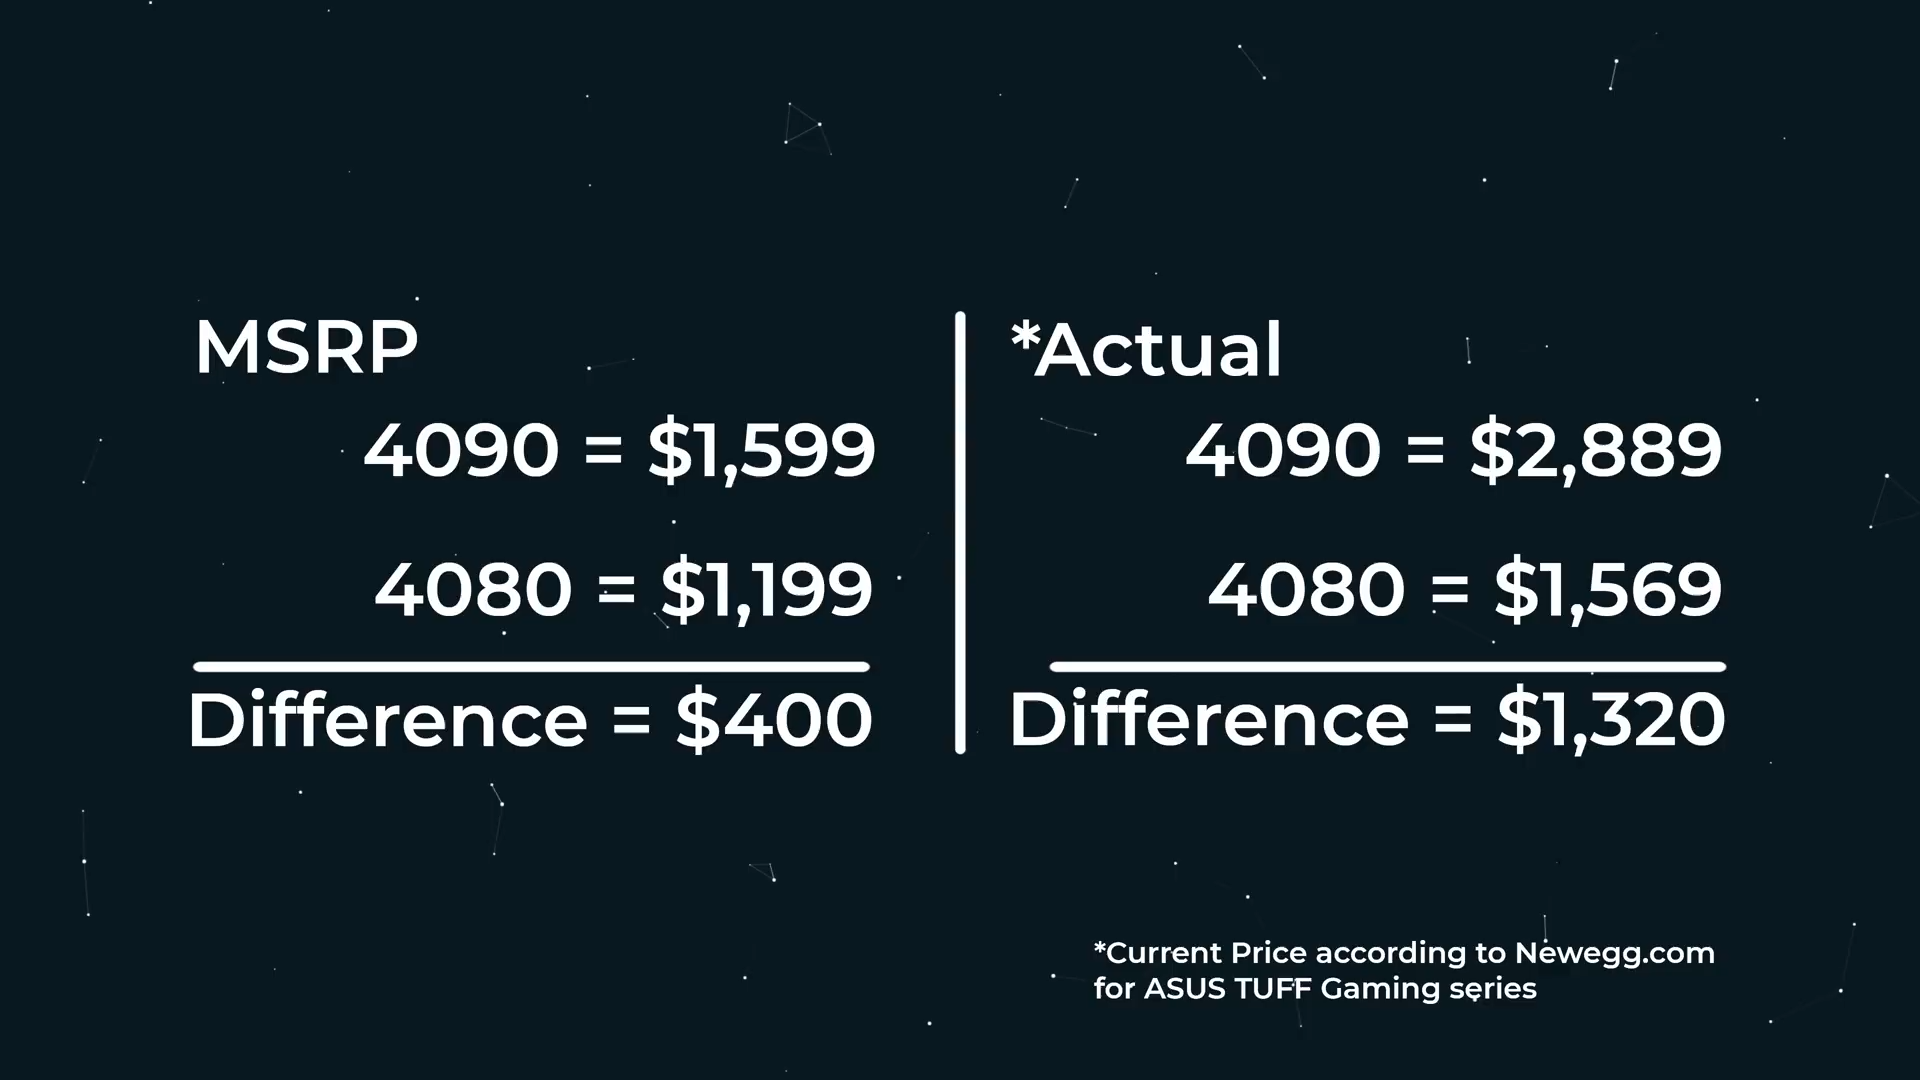 MSRP
4090 = $1,599
4080 = $1,199
Difference = $400
*Actual
4090 = $2,889
4080 = $1,569
Difference = $1,320
*Current Price according to Newegg.com
for ASUS TUFF Gaming series